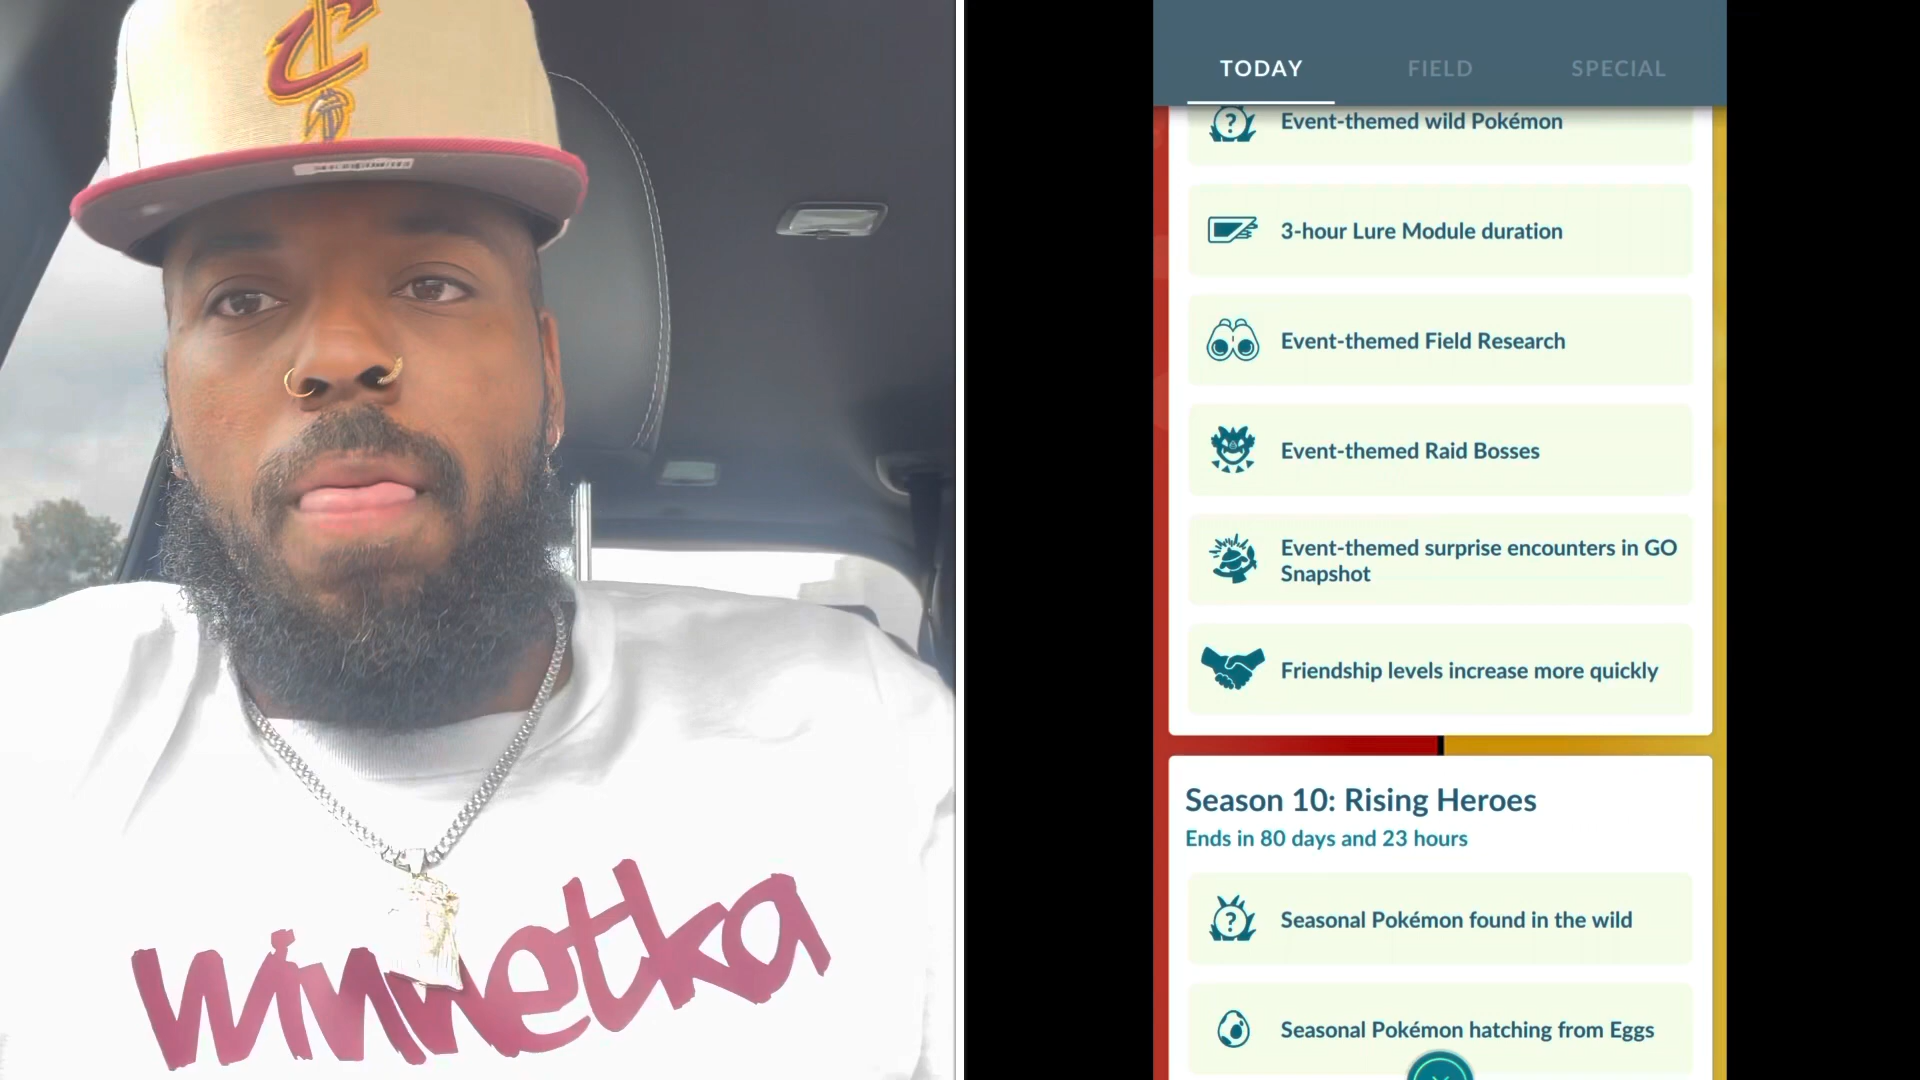 C
winnetka
TODAY
FIELD
SPECIAL
Event-themed wild Pokémon
3-hour Lure Module duration
Event-themed Field Research
Event-themed Raid Bosses
Event-themed surprise encounters in GO
Snapshot
Friendship levels increase more quickly
Season 10: Rising Heroes
Ends in 80 days and 23 hours
Seasonal Pokémon found in the wild
Seasonal Pokémon hatching from Eggs